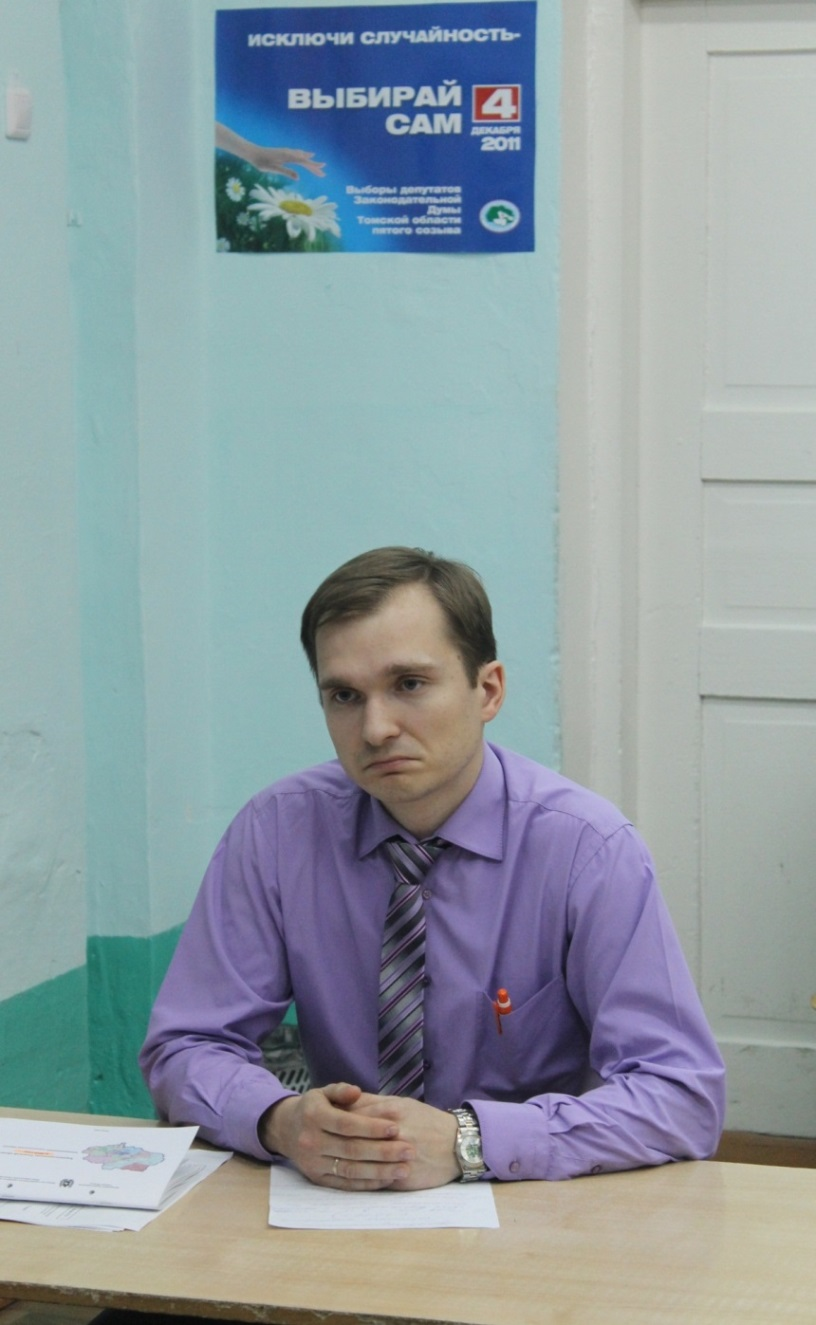 ИСКЛЮЧИ СЛУЧАЙНОСТЬ-
ВЫБИРАЙ
САМ
4
ДЕКАБРЯ
2011
Выборы депутатов
Законодательной
Думы
Томской области
пятого созыва